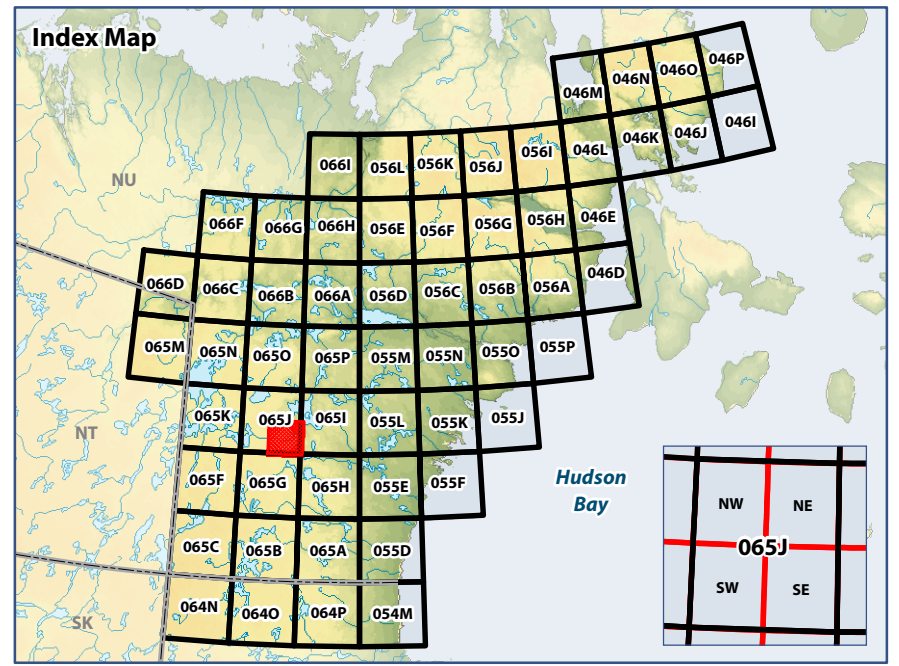 Index Map
046M
046N
046O
046P
046L
046K
046J
046I
066I
056L
056K
056J
056I
NU
066F
066G
066H
056E
056F
056G
056H
046E
066D
066C
066B
066A
056D
056C
056B
056A
046D
065M
065N
065O
065P
055M
055N
055O
055P
065K
065J
065I
055L
055K
055J
NT
065F
065G
065H
055E
055F
Hudson
Bay
065C
065B
065A
055D
SK
064N
064O
064P
054M
NW
NE
065J
SW
SE